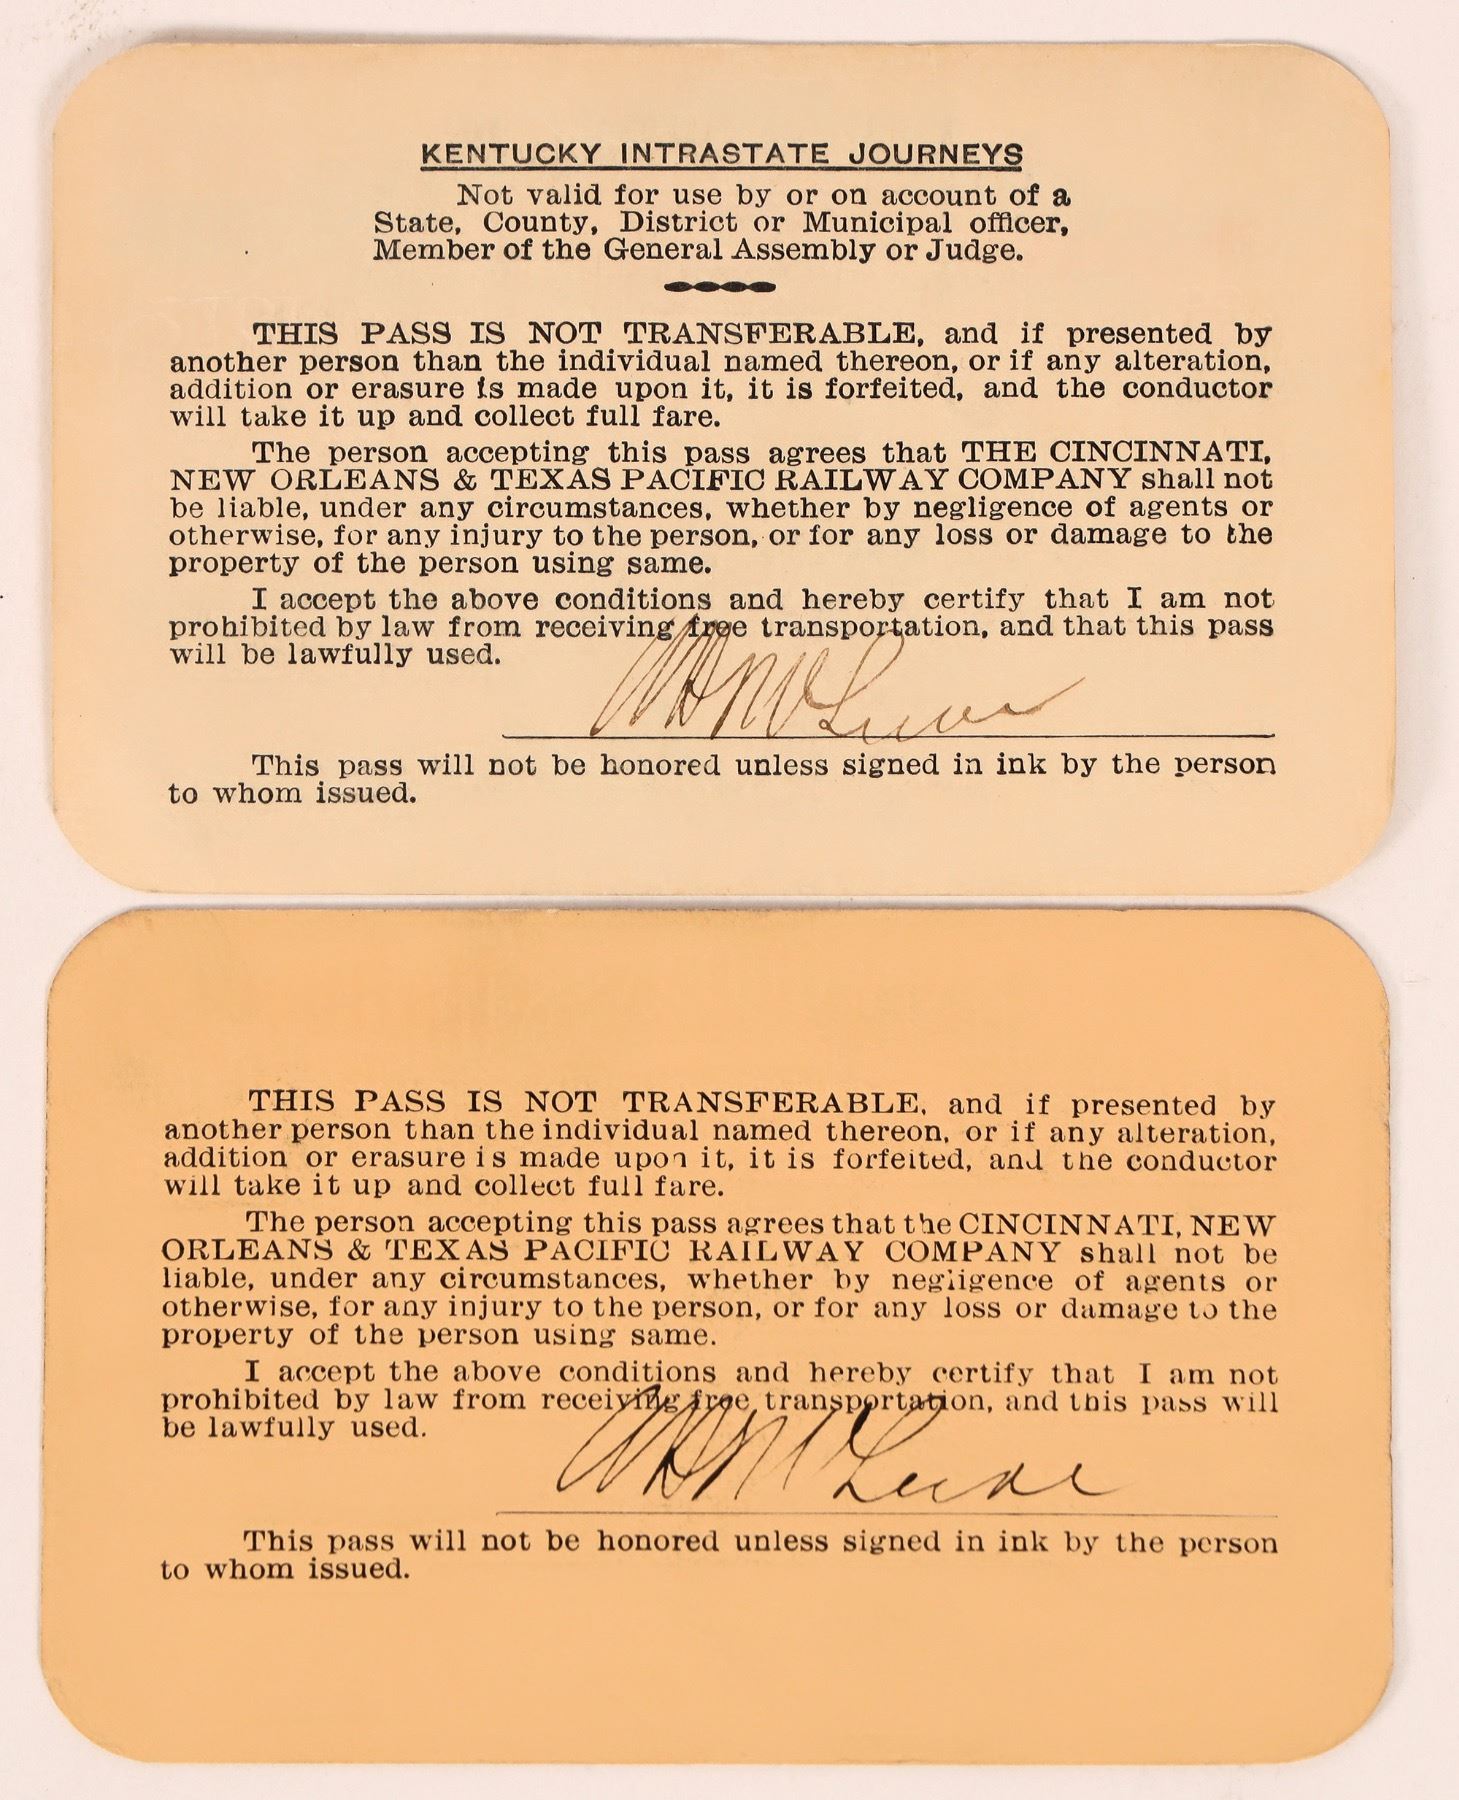 KENTUCKY INTRASTATE JOURNEYS
Not valid for use by or on account of a
State, County, District or Municipal officer,
Member of the General Assembly or Judge.
THIS PASS IS NOT TRANSFERABLE, and if presented by
another person than the individual named thereon, or if any alteration,
addition or erasure is made upon it, it is forfeited, and the conductor
will take it up and collect full fare.
The person accepting this pass agrees that THE CINCINNATI,
NEW ORLEANS & TEXAS PACIFIC RAILWAY COMPANY shall not
be liable, under any circumstances, whether by negligence of agents or
otherwise, for any injury to the person, or for any loss or damage to the
property of the person using same.
I accept the above conditions and hereby certify that I am not
prohibited by law from receiving free transportation, and that this pass
will be lawfully used.
This pass will not be honored unless signed in ink by the person
to whom issued.
THIS PASS IS NOT TRANSFERABLE, and if presented by
another person than the individual named thereon, or if any alteration,
addition or erasure is made upon it, it is forfeited, and the conductor
will take it up and collect full fare.
The person accepting this pass agrees that the CINCINNATI, NEW
ORLEANS & TEXAS PACIFIC RAILWAY COMPANY shall not be
liable, under any circumstances, whether by negligence of agents or
otherwise, for any injury to the person, or for any loss or damage to the
property of the person using same.
I accept the above conditions and hereby certify that I am not
prohibited by law from receiving free transportation, and this pass will
be lawfully used.
This pass will not be honored unless signed in ink by the person
to whom issued.